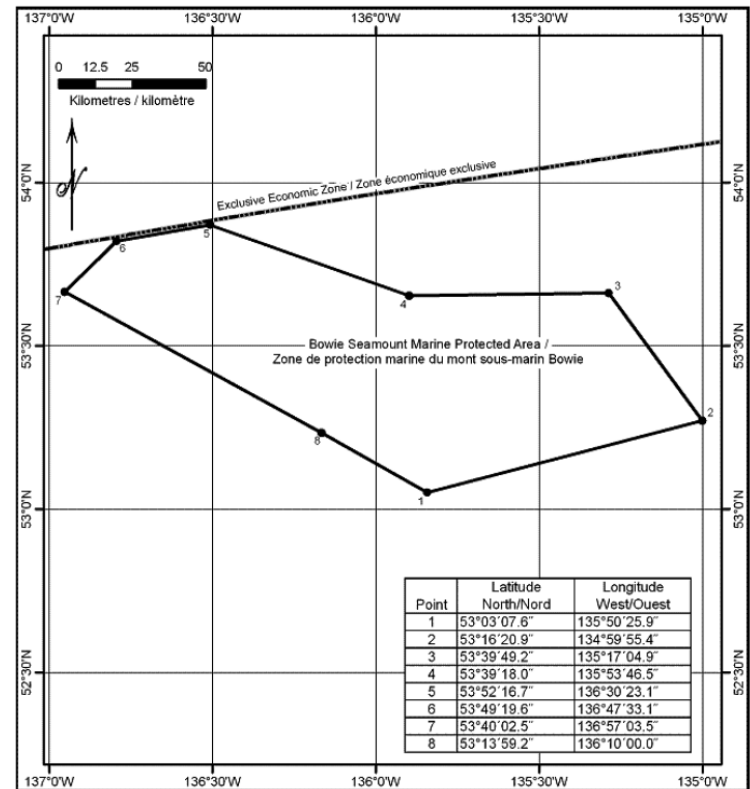 137°0'W 136°30'W 136°0'W 135°30'W 135°0'W
0 12.5 25 50
Kilometres / kilomètre
N
54°0'N 54°0'N
Exclusive Economic Zone / Zone économique exclusive
5
6
7
4
3
53°30'N 53°30'N
Bowie Seamount Marine Protected Area /
Zone de protection marine du mont sous-marin Bowie
2
8
1
53°0'N 53°0'N
Point Latitude North/Nord Longitude West/Ouest
1 53°03´07.6˝ 135°50´25.9˝
2 53°16´20.9˝ 134°59´55.4˝
3 53°39´49.2˝ 135°17´04.9˝
4 53°39´18.0˝ 135°53´46.5˝
5 53°52´16.7˝ 136°30´23.1˝
6 53°49´19.6˝ 136°47´33.1˝
7 53°40´02.5˝ 136°57´03.5˝
8 53°13´59.2˝ 136°10´00.0˝
52°30'N 52°30'N
137°0'W 136°30'W 136°0'W 135°30'W 135°0'W